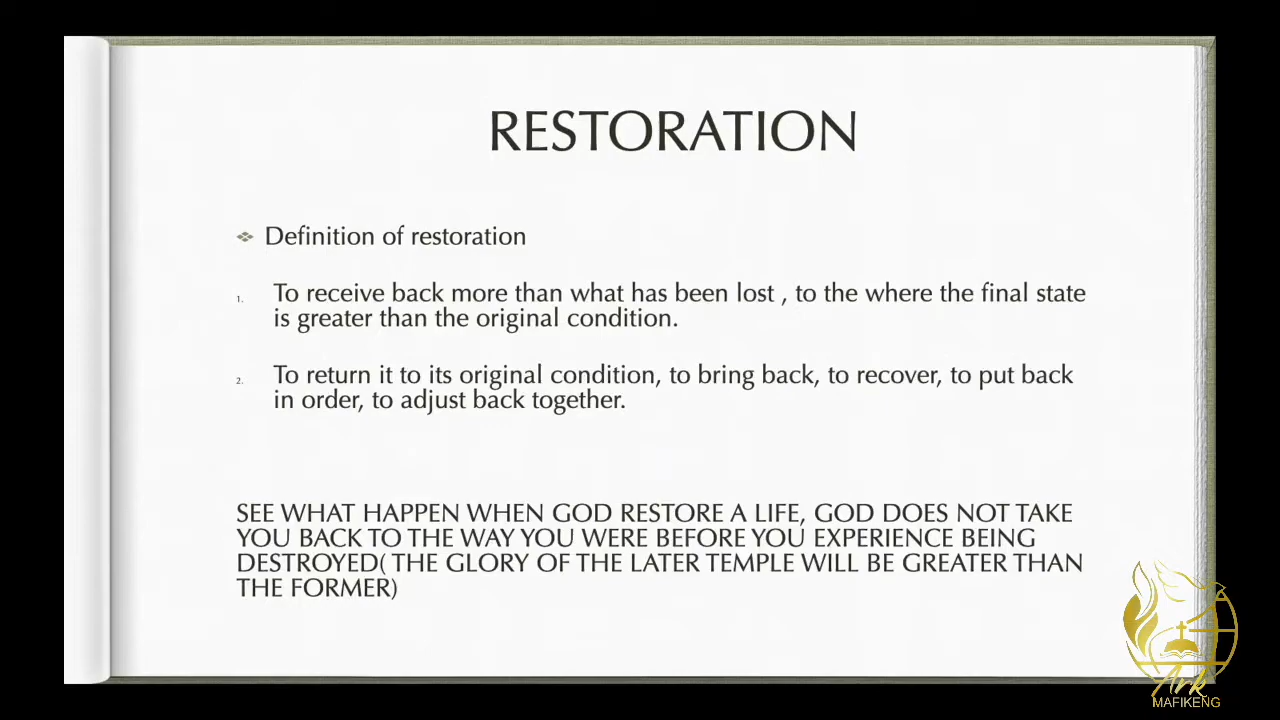 RESTORATION
Definition of restoration
1. To receive back more than what has been lost , to the where the final state
is greater than the original condition.
2. To return it to its original condition, to bring back, to recover, to put back
in order, to adjust back together.
SEE WHAT HAPPEN WHEN GOD RESTORE A LIFE, GOD DOES NOT TAKE
YOU BACK TO THE WAY YOU WERE BEFORE YOU EXPERIENCE BEING
DESTROYED( THE GLORY OF THE LATER TEMPLE WILL BE GREATER THAN
THE FORMER)
Ark
MAFIKENG